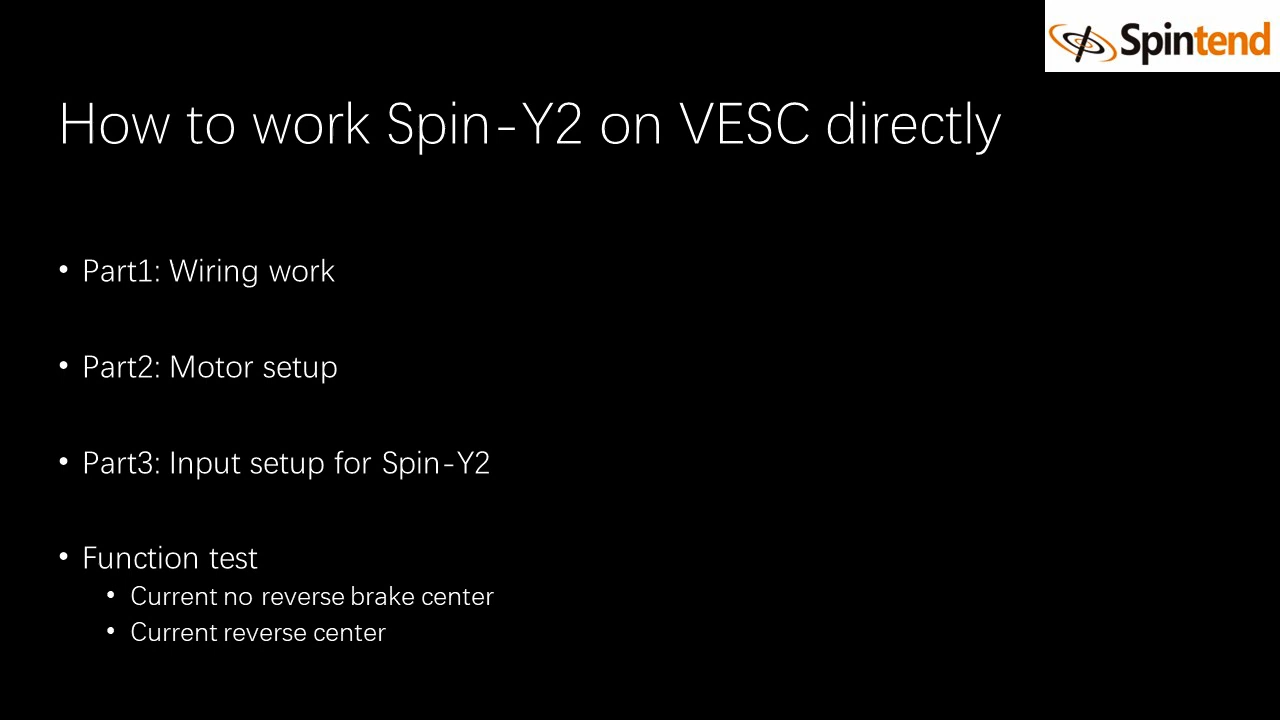 Spintend
How to work Spin-Y2 on VESC directly
• Part1: Wiring work
• Part2: Motor setup
• Part3: Input setup for Spin-Y2
• Function test
• Current no reverse brake center
• Current reverse center